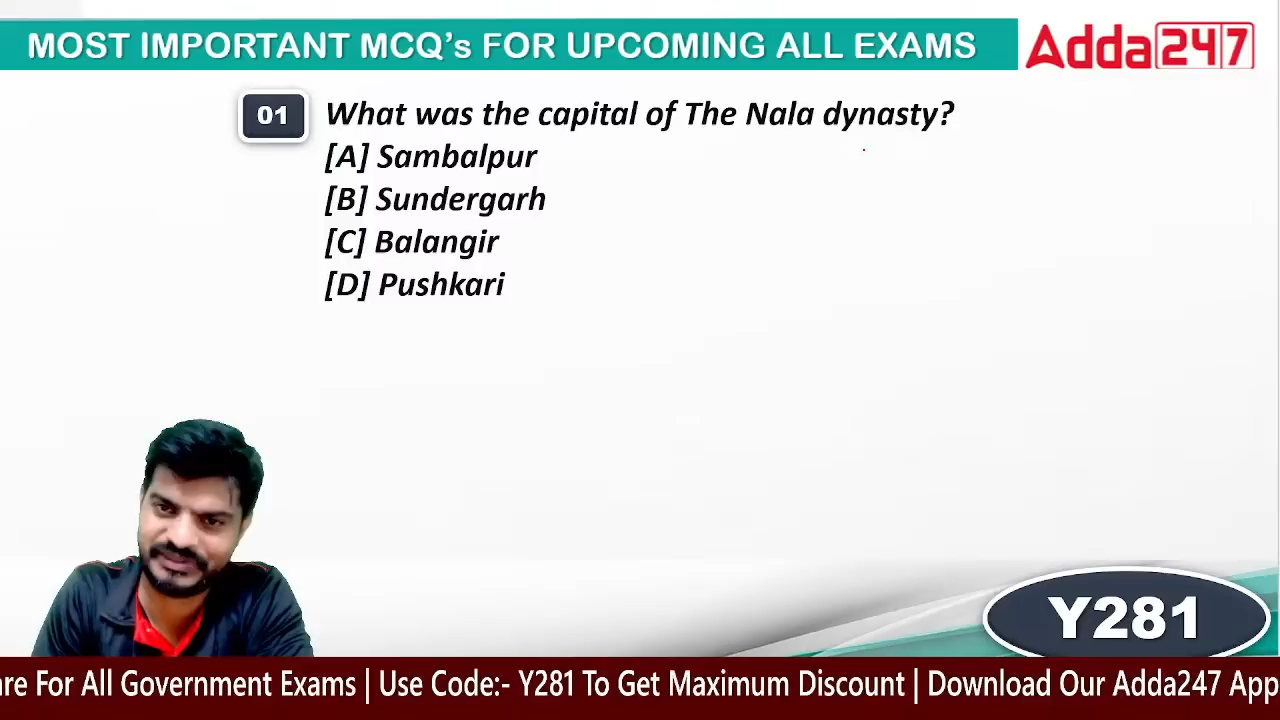 MOST IMPORTANT MCQ's FOR UPCOMING ALL EXAMS
Adda247
01 What was the capital of The Nala dynasty?
[A] Sambalpur
[B] Sundergarh
[C] Balangir
[D] Pushkari
Y281
For All Government Exams | Use Code:- Y281 To Get Maximum Discount | Download Our Adda247 App